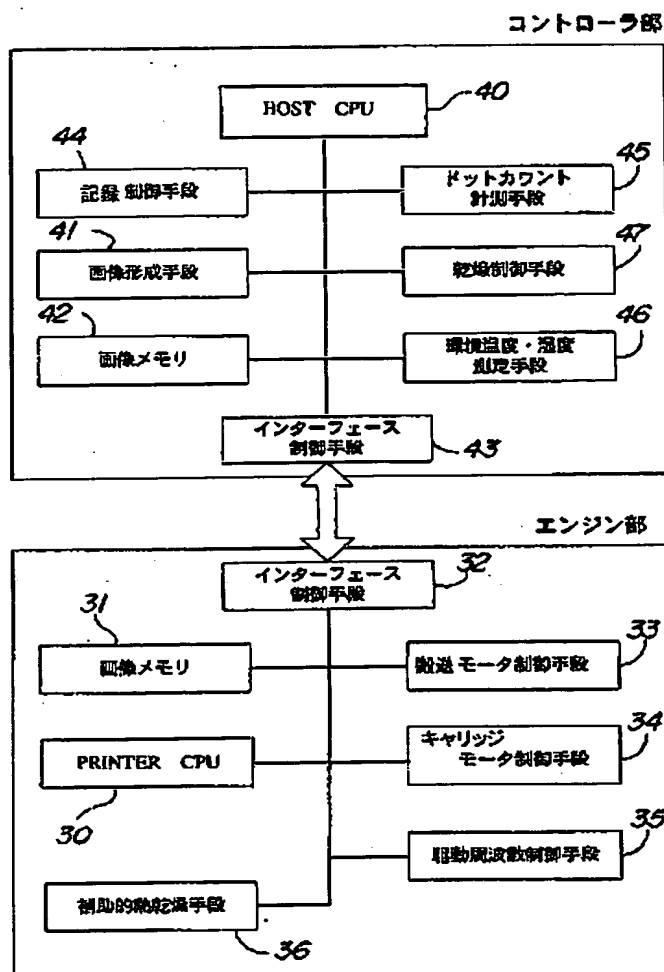 コントローラ部
HOST CPU
40
44
記録制御手段
45
ドットカウント
計測手段
41
画像形成手段
47
乾燥制御手段
42
画像メモリ
46
環境温度・湿度
測定手段
インターフェース
制御手段
43
エンジン部
インターフェース
制御手段
32
31
画像メモリ
33
搬送モータ制御手段
PRINTER CPU
30
34
キャリッジ
モータ制御手段
35
駆動周波数制御手段
補助的熱乾燥手段
36